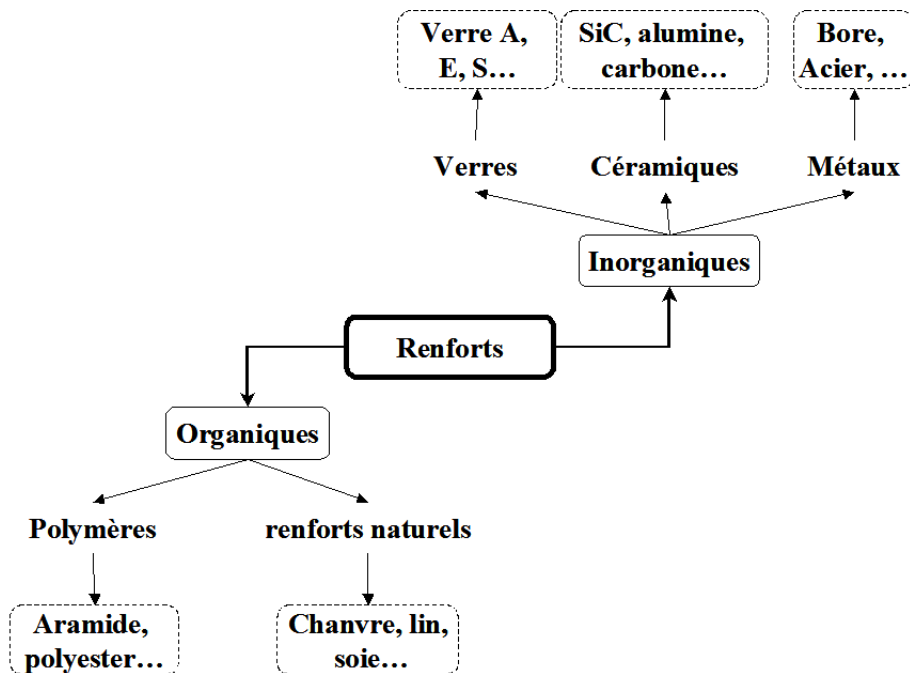 Verre A,
E, S…
SiC, alumine,
carbone…
Bore,
Acier, …
Verres
Céramiques
Métaux
Inorganiques
Renforts
Organiques
Polymères
renforts naturels
Aramide,
polyester…
Chanvre, lin,
soie…